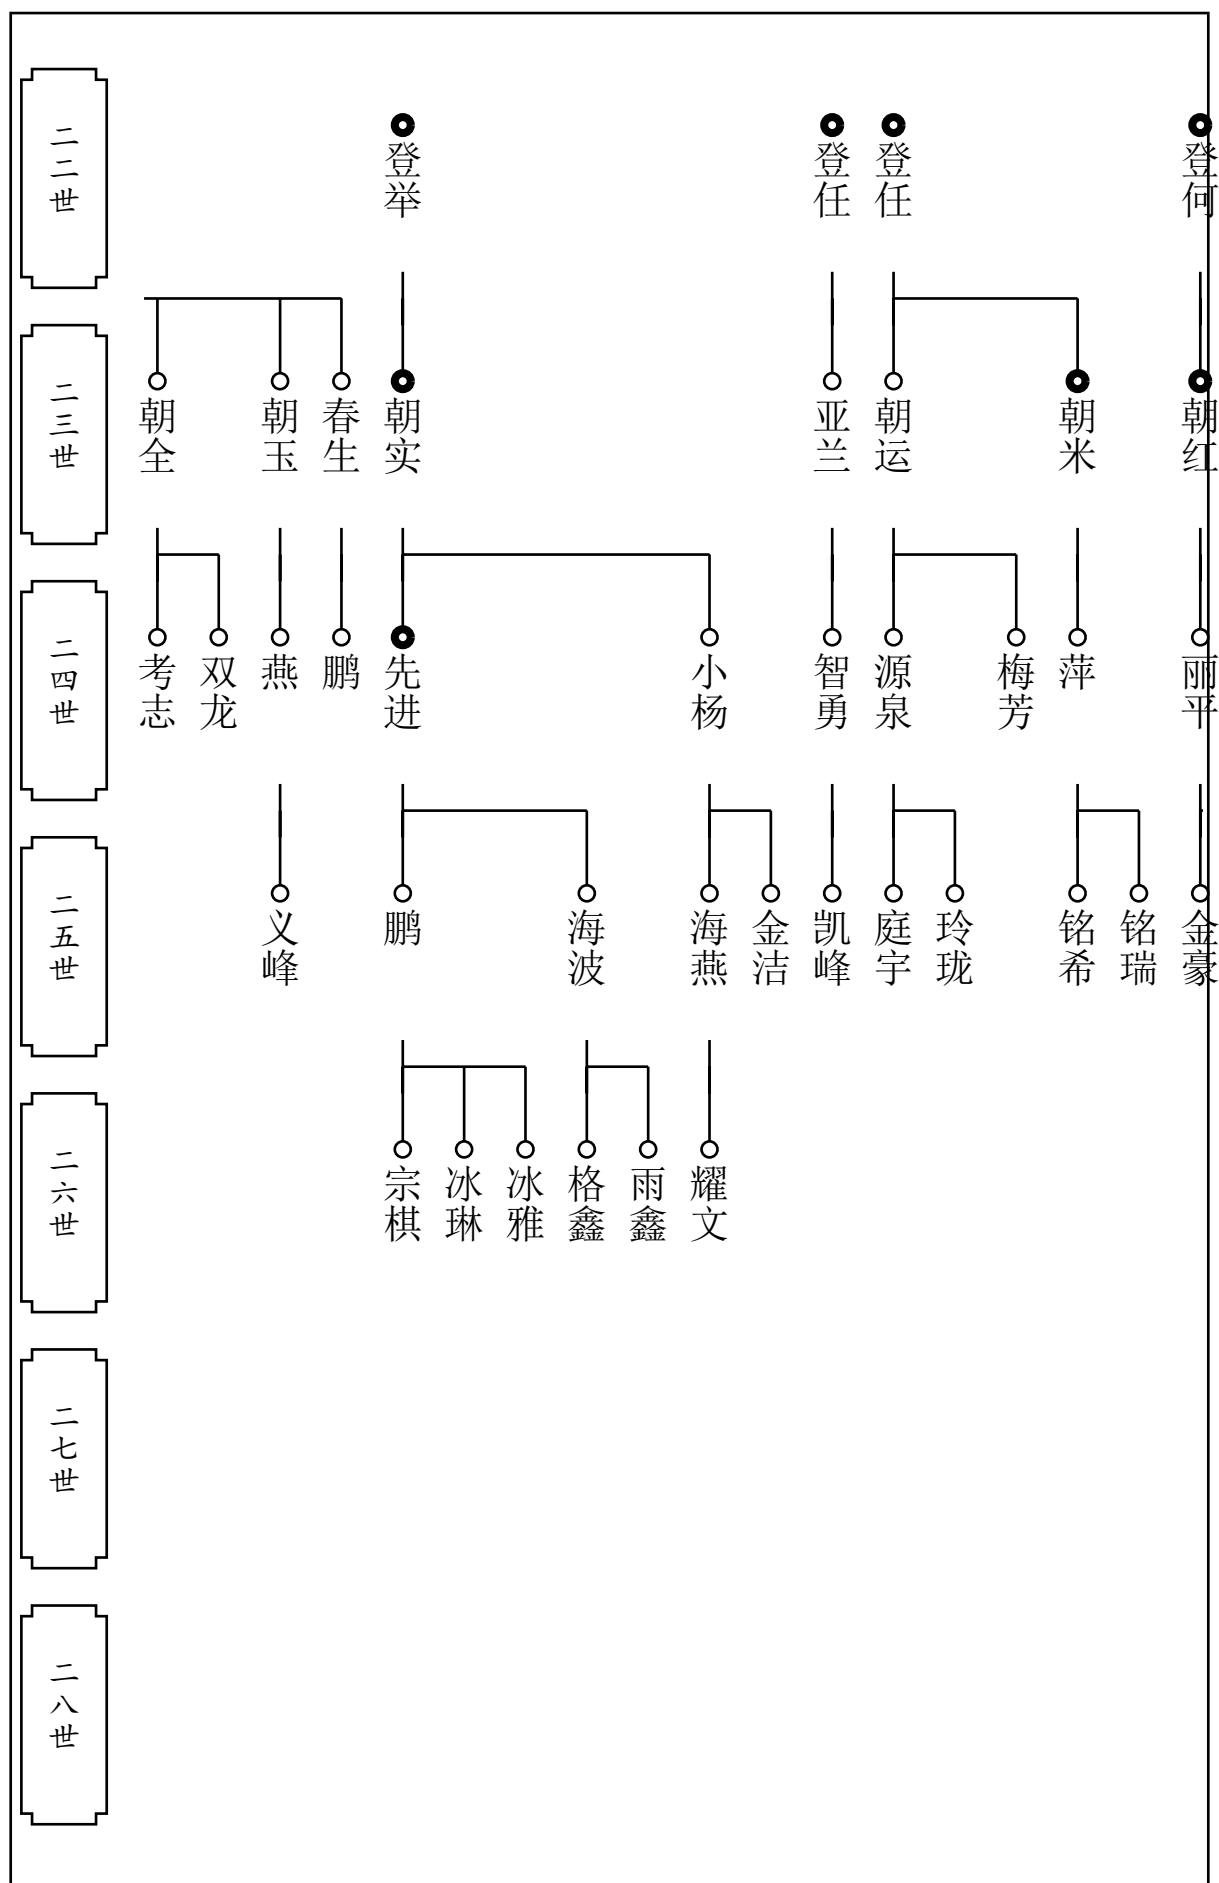 二二世
登举
登任
登任
登何
二三世
朝全
朝玉
春生
朝实
亚兰
朝运
朝米
朝红
二四世
考志
双龙
燕
鹏
先进
小杨
智勇
源泉
梅芳
萍
丽平
二五世
义峰
鹏
海波
海燕
金洁
凯峰
庭宇
玲珑
铭希
铭瑞
金豪
二六世
宗棋
冰琳
冰雅
格鑫
雨鑫
耀文
二七世
二八世